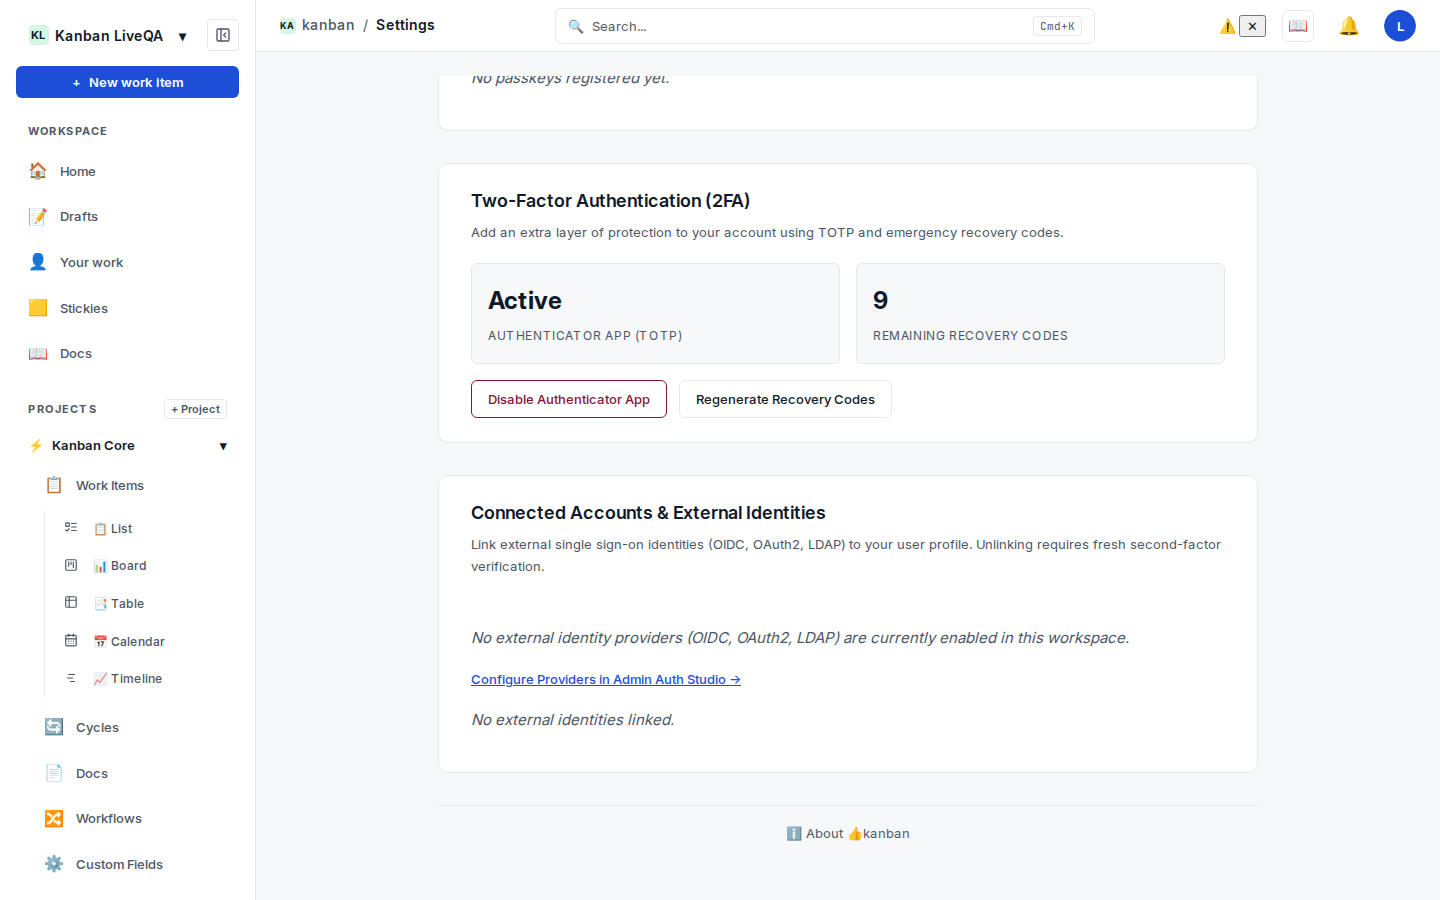 KL Kanban LiveQA ▾
+ New work item
WORKSPACE
🏠 Home
📝 Drafts
👤 Your work
🟨 Stickies
📖 Docs
PROJECTS + Project
⚡ Kanban Core ▾
📋 Work Items
📋 List
📊 Board
📑 Table
📅 Calendar
📈 Timeline
🔄 Cycles
📄 Docs
🔀 Workflows
⚙️ Custom Fields
KA kanban / Settings
🔍 Search... Cmd+K
⚠️ ✕ 📖 🔔 L
No passkeys registered yet.
Two-Factor Authentication (2FA)
Add an extra layer of protection to your account using TOTP and emergency recovery codes.
Active
AUTHENTICATOR APP (TOTP)
9
REMAINING RECOVERY CODES
Disable Authenticator App
Regenerate Recovery Codes
Connected Accounts & External Identities
Link external single sign-on identities (OIDC, OAuth2, LDAP) to your user profile. Unlinking requires fresh second-factor
verification.
No external identity providers (OIDC, OAuth2, LDAP) are currently enabled in this workspace.
Configure Providers in Admin Auth Studio →
No external identities linked.
ℹ️ About 👍kanban